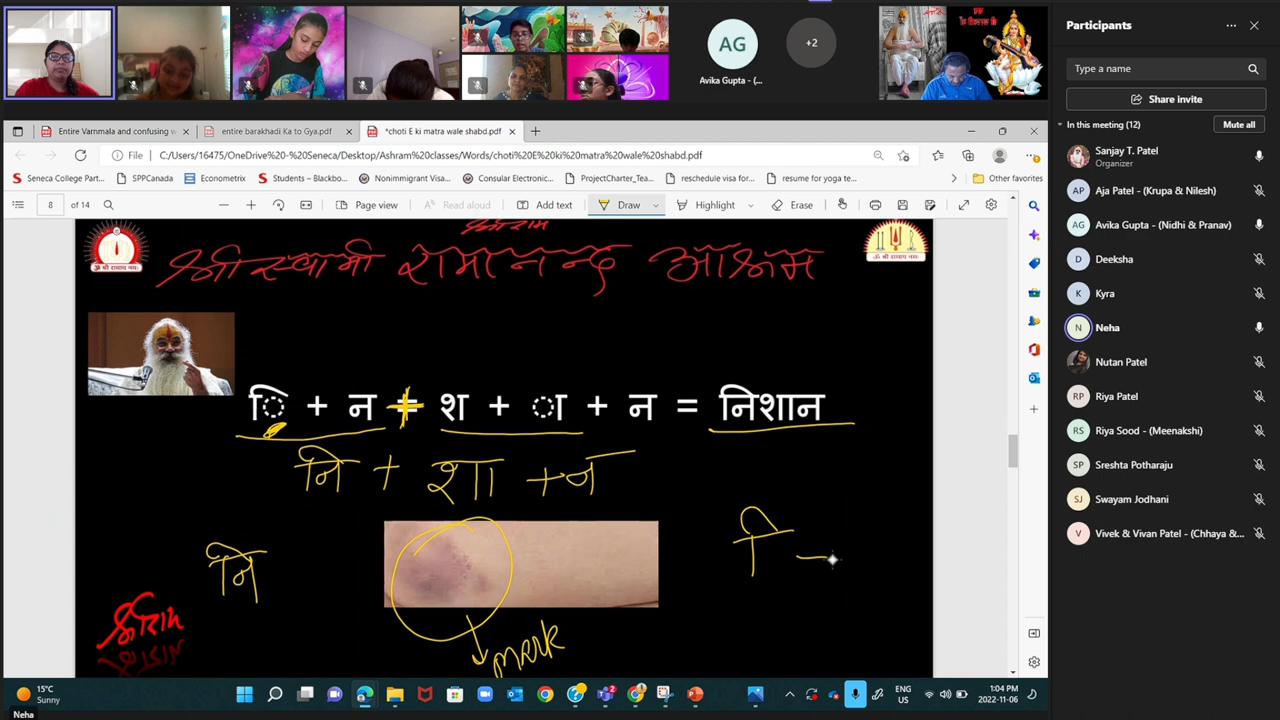 AG
+2
Avika Gupta - (...
Entire Varnmala and confusing w
entire barakhadi Ka to Gya.pdf
*choti E ki matra wale shabd.pdf
File
C:/Users/16475/OneDrive%20-%20Seneca/Desktop/Ashram%20classes/Words/choti%20E%20ki%20matra%20wale%20shabd.pdf
Seneca College Part...
SPPCanada
Econometrix
Students – Blackbo...
Nonimmigrant Visa...
Consular Electronic...
ProjectCharter_Tea...
reschedule visa for...
resume for yoga te...
Other favorites
8 of 14
Page view
Read aloud
Add text
Draw
Highlight
Erase
श्रीराम
श्री स्वामी रामानन्द आश्रम
ि + न + श + ा + न = निशान
नि + शा + न
नि
ि –
mark
श्रीराम
Participants
Type a name
Share invite
In this meeting (12)
Mute all
Sanjay T. Patel
Organizer
AP Aja Patel - (Krupa & Nilesh)
AG Avika Gupta - (Nidhi & Pranav)
D Deeksha
K Kyra
N Neha
Nutan Patel
RP Riya Patel
RS Riya Sood - (Meenakshi)
SP Sreshta Potharaju
SJ Swayam Jodhani
V Vivek & Vivan Patel - (Chhaya &...
15°C
Sunny
ENG
US
1:04 PM
2022-11-06
Neha